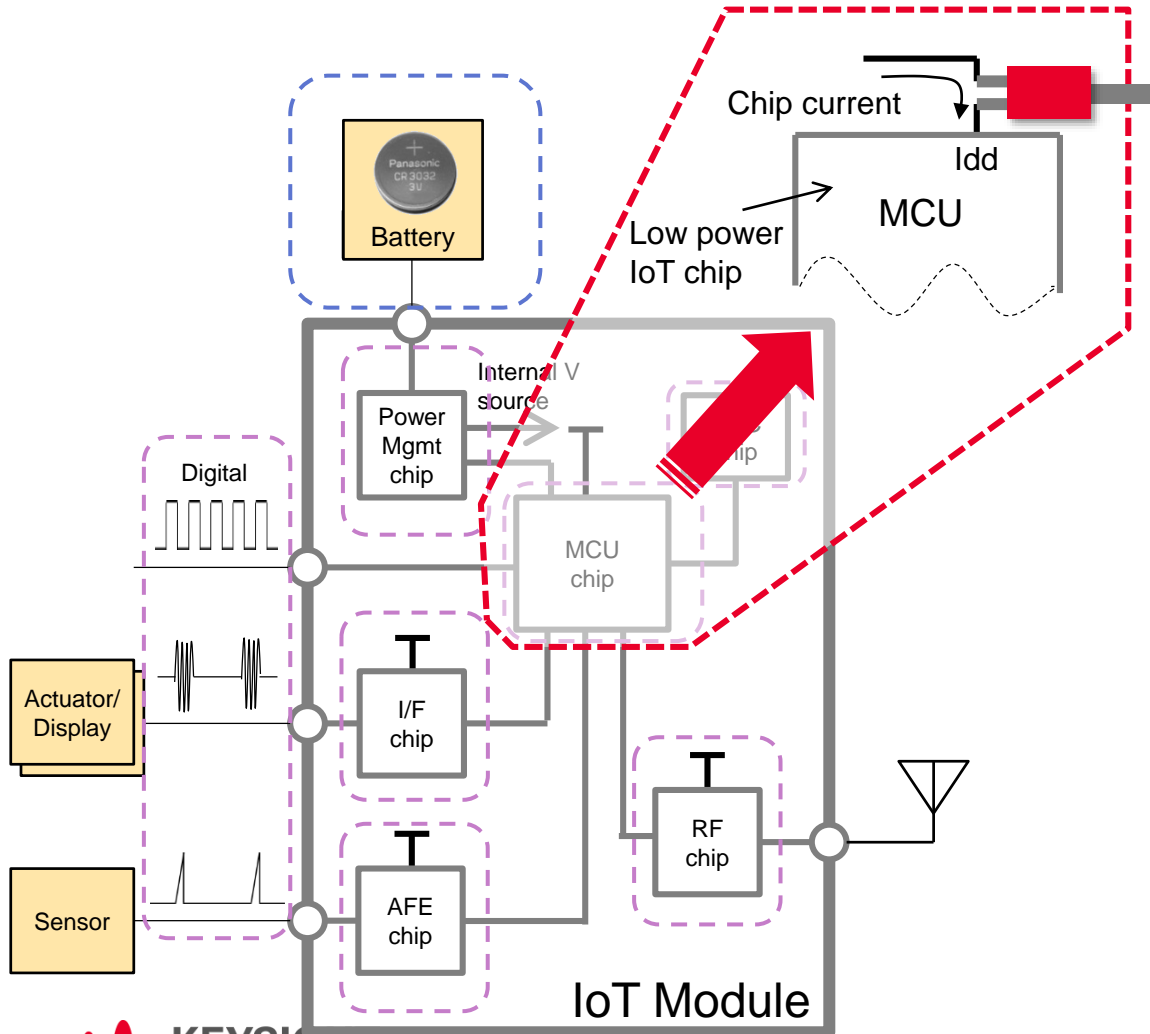 Chip current
Idd
MCU
Low power
IoT chip
Panasonic
CR3032
3V
Battery
Internal V
source
Power
Mgmt
chip
Digital
MCU
chip
Actuator/
Display
I/F
chip
RF
chip
Sensor
AFE
chip
IoT Module